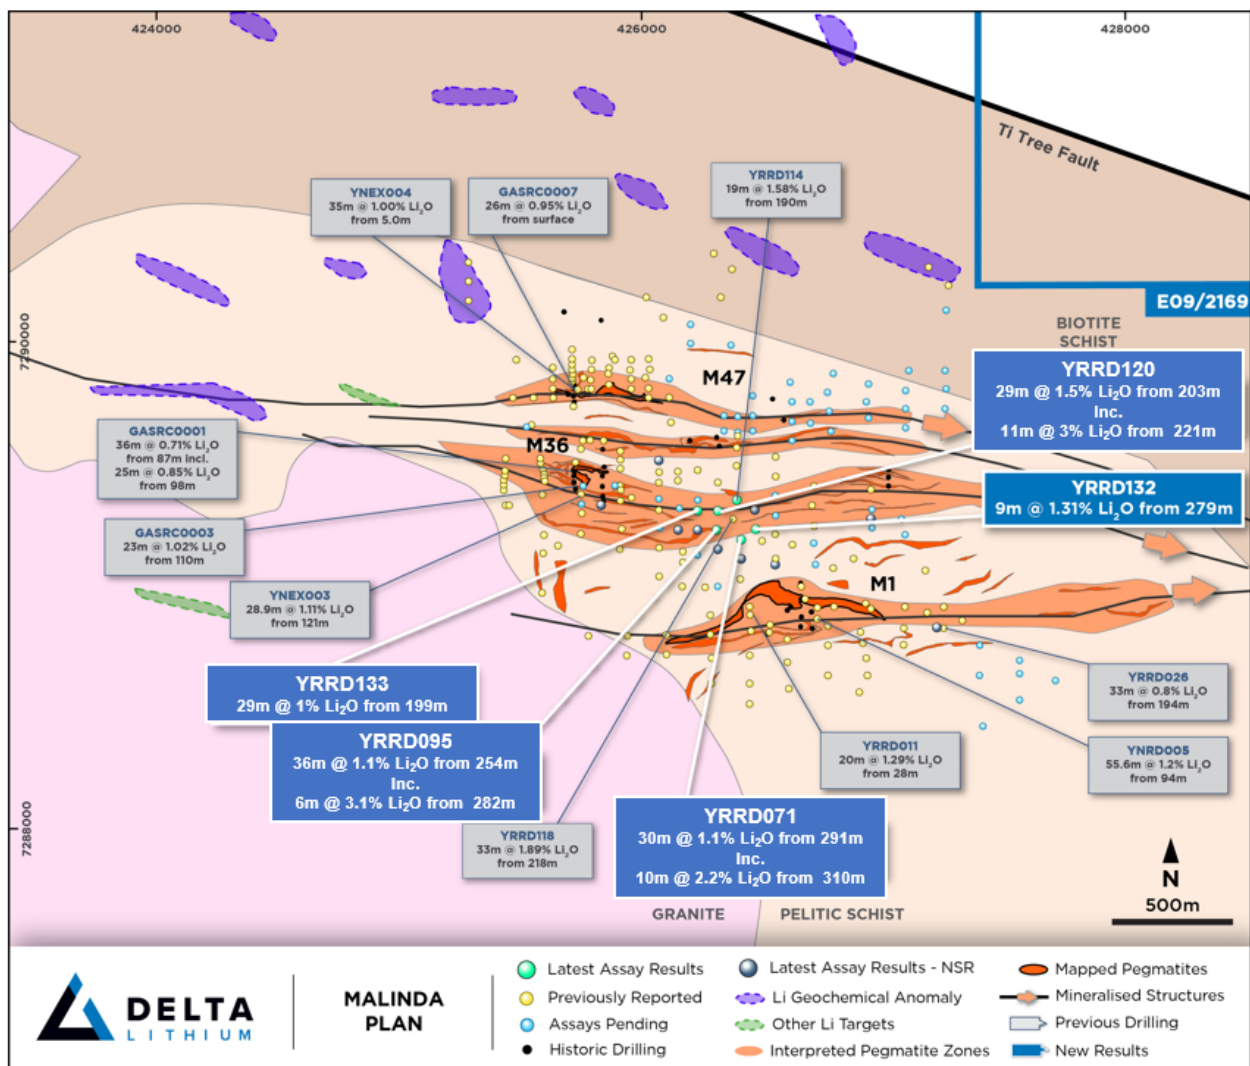 424000
426000
428000
Ti Tree Fault
YNEX004
35m @ 1.00% Li₂O
from 5.0m
GASRC0007
26m @ 0.95% Li₂O
from surface
YRRD114
19m @ 1.58% Li₂O
from 190m
E09/2169
BIOTITE
SCHIST
7290000
YRRD120
29m @ 1.5% Li₂O from 203m
Inc.
11m @ 3% Li₂O from 221m
M47
M36
GASRC0001
36m @ 0.71% Li₂O
from 87m incl.
25m @ 0.85% Li₂O
from 98m
YRRD132
9m @ 1.31% Li₂O from 279m
GASRC0003
23m @ 1.02% Li₂O
from 110m
M1
YNEX003
28.9m @ 1.11% Li₂O
from 121m
YRRD133
29m @ 1% Li₂O from 199m
YRRD026
33m @ 0.8% Li₂O
from 194m
YRRD095
36m @ 1.1% Li₂O from 254m
Inc.
6m @ 3.1% Li₂O from 282m
YRRD011
20m @ 1.29% Li₂O
from 28m
YNRD005
55.6m @ 1.2% Li₂O
from 94m
7288000
YRRD118
33m @ 1.89% Li₂O
from 218m
YRRD071
30m @ 1.1% Li₂O from 291m
Inc.
10m @ 2.2% Li₂O from 310m
N
500m
GRANITE
PELITIC SCHIST
DELTA
LITHIUM
MALINDA
PLAN
Latest Assay Results
Previously Reported
Assays Pending
Historic Drilling
Latest Assay Results - NSR
Li Geochemical Anomaly
Other Li Targets
Interpreted Pegmatite Zones
Mapped Pegmatites
Mineralised Structures
Previous Drilling
New Results